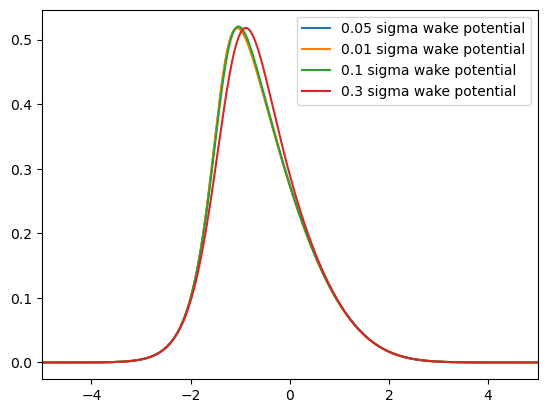 0.05 sigma wake potential
0.01 sigma wake potential
0.1 sigma wake potential
0.3 sigma wake potential
0.5
0.4
0.3
0.2
0.1
0.0
−4 −2 0 2 4